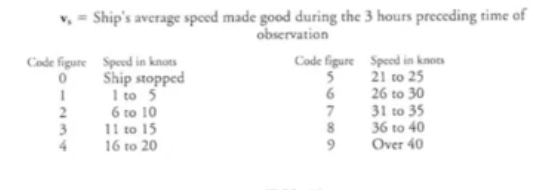 vs = Ship's average speed made good during the 3 hours preceding time of
observation
Code figure Speed in knots Code figure Speed in knots
0 Ship stopped 5 21 to 25
1 1 to 5 6 26 to 30
2 6 to 10 7 31 to 35
3 11 to 15 8 36 to 40
4 16 to 20 9 Over 40